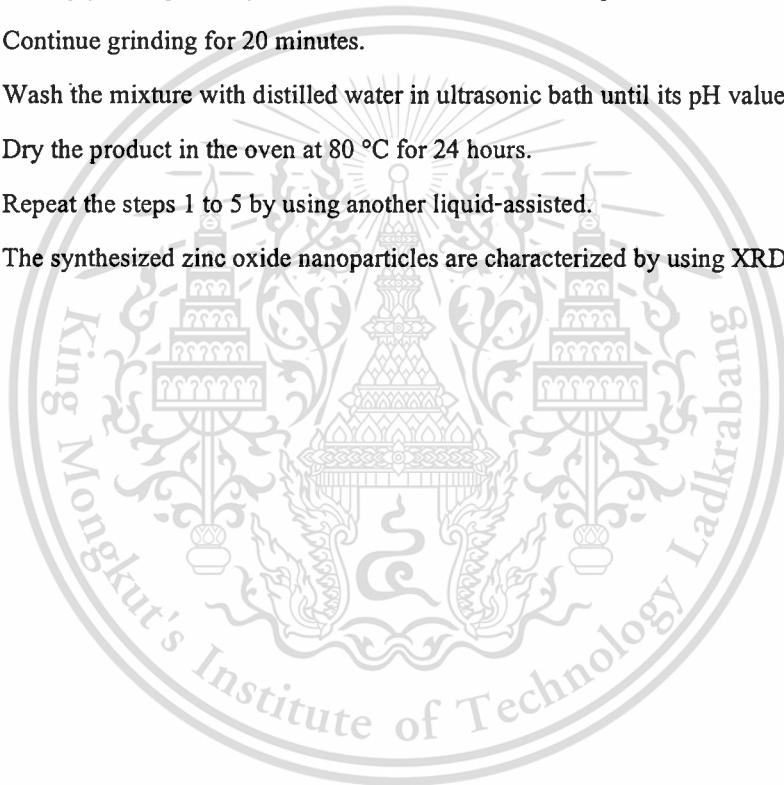 Continue grinding for 20 minutes.
Wash the mixture with distilled water in ultrasonic bath until its pH value
Dry the product in the oven at 80 °C for 24 hours.
Repeat the steps 1 to 5 by using another liquid-assisted.
The synthesized zinc oxide nanoparticles are characterized by using XRD
King Mongkut's Institute of Technology Ladkrabang